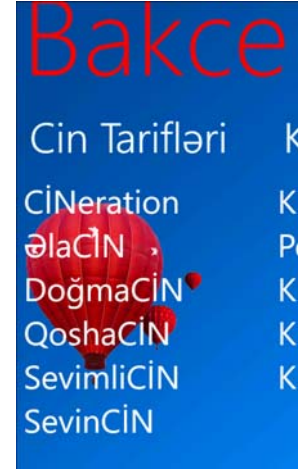 Bakce
Cin Tarifləri
CİNeration
ƏlaCİN
DoğmaCİN
QoshaCİN
SevimliCİN
SevinCİN